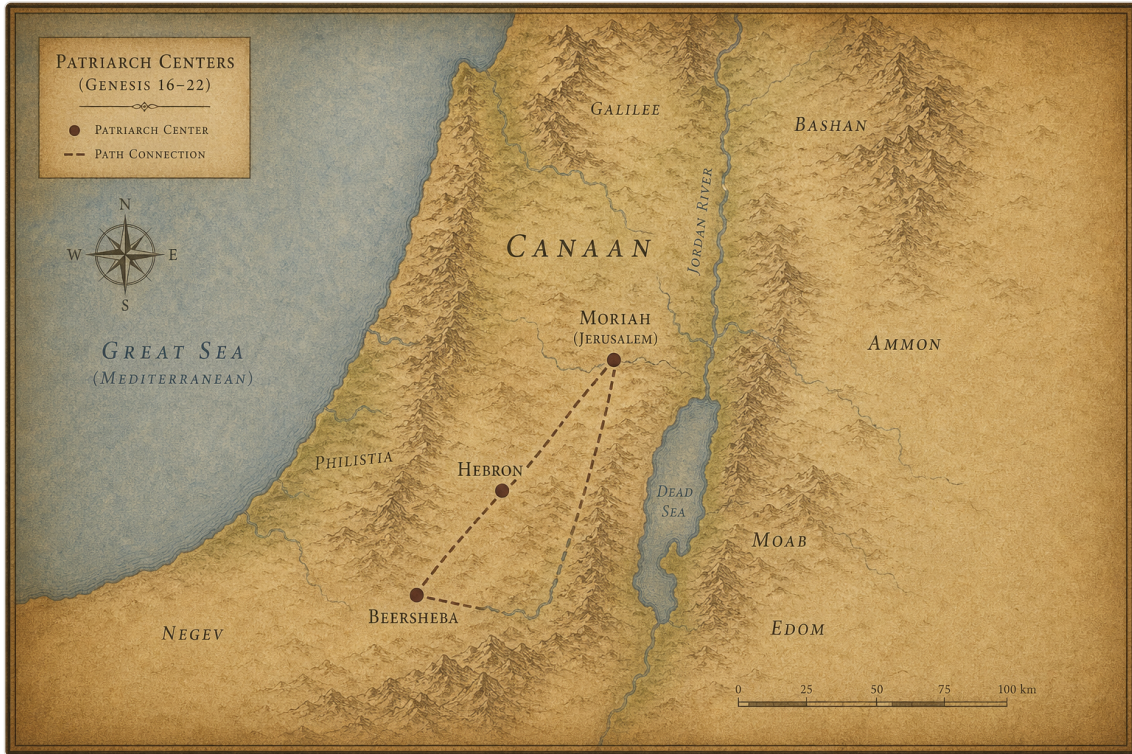 PATRIARCH CENTERS
(GENESIS 16–22)
PATRIARCH CENTER
PATH CONNECTION
N
W
E
S
GALILEE
BASHAN
JORDAN RIVER
CANAAN
MORIAH
(JERUSALEM)
AMMON
GREAT SEA
(MEDITERRANEAN)
PHILISTIA
HEBRON
DEAD
SEA
MOAB
BEERSHEBA
NEGEV
EDOM
0 25 50 75 100 km